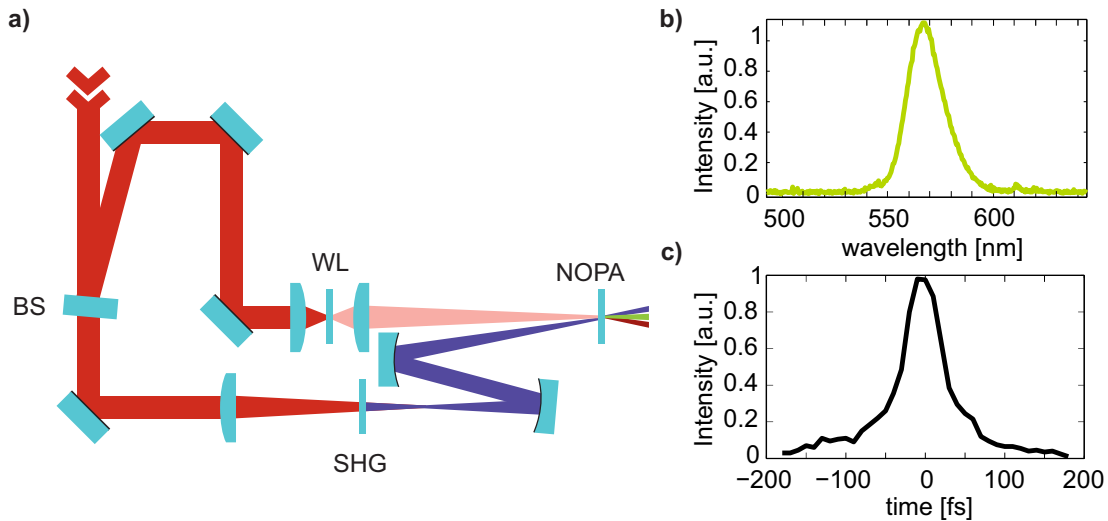 a)
BS
WL
SHG
NOPA
b)
Intensity [a.u.]
1
0.8
0.6
0.4
0.2
0
500 550 600
wavelength [nm]
c)
Intensity [a.u.]
1
0.8
0.6
0.4
0.2
0
−200 −100 0 100 200
time [fs]